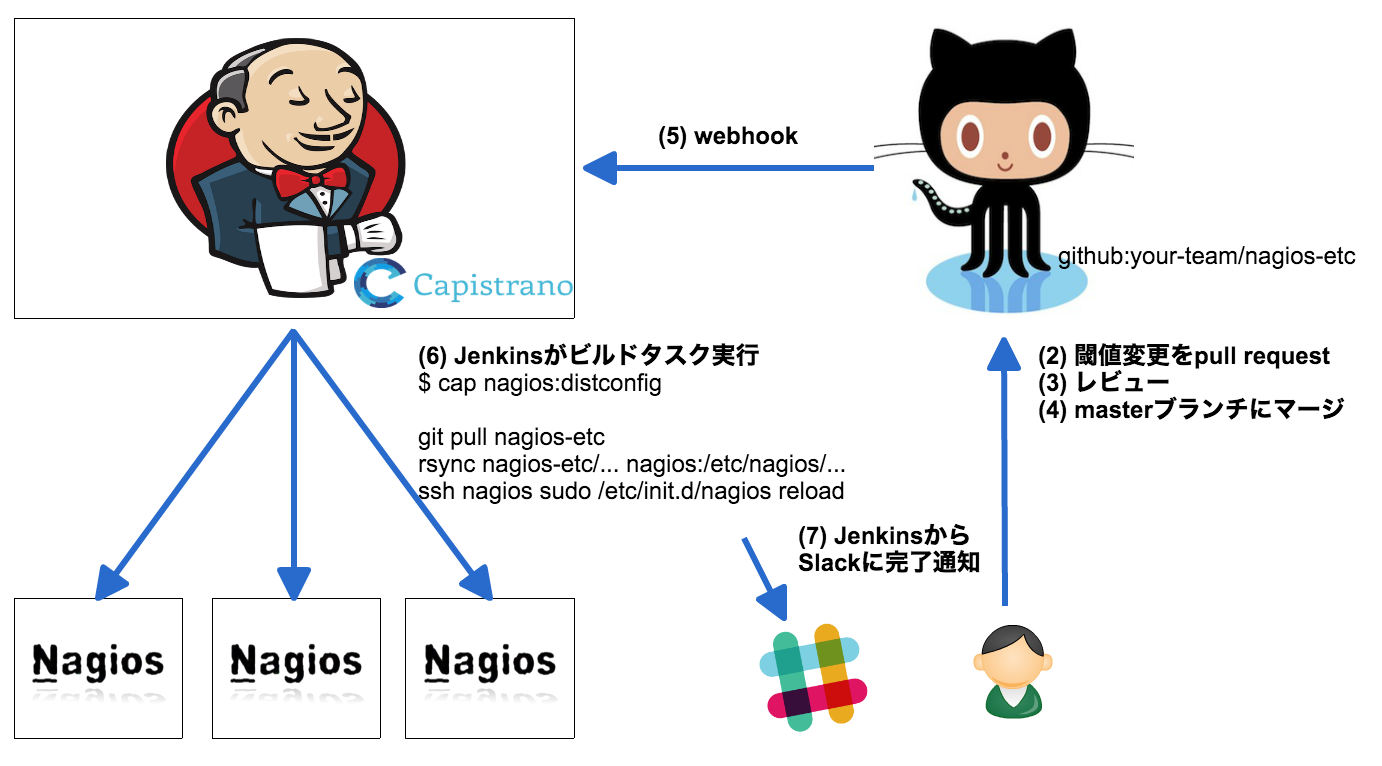 (5) webhook
Capistrano
github:your-team/nagios-etc
(6) Jenkinsがビルドタスク実行
$ cap nagios:distconfig
git pull nagios-etc
rsync nagios-etc/... nagios:/etc/nagios/...
ssh nagios sudo /etc/init.d/nagios reload
(2) 閾値変更をpull request
(3) レビュー
(4) masterブランチにマージ
(7) Jenkinsから
Slackに完了通知
Nagios
Nagios
Nagios